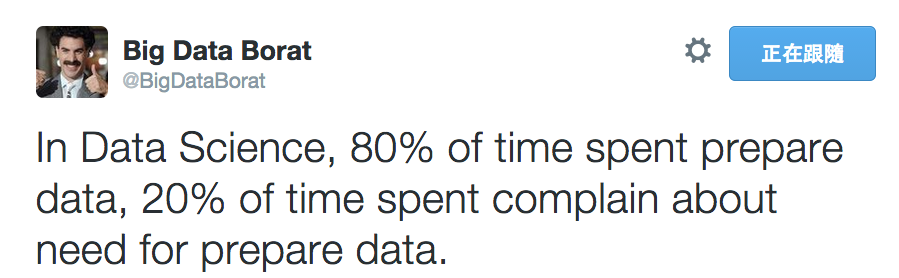 Big Data Borat
@BigDataBorat
正在跟隨
In Data Science, 80% of time spent prepare
data, 20% of time spent complain about
need for prepare data.